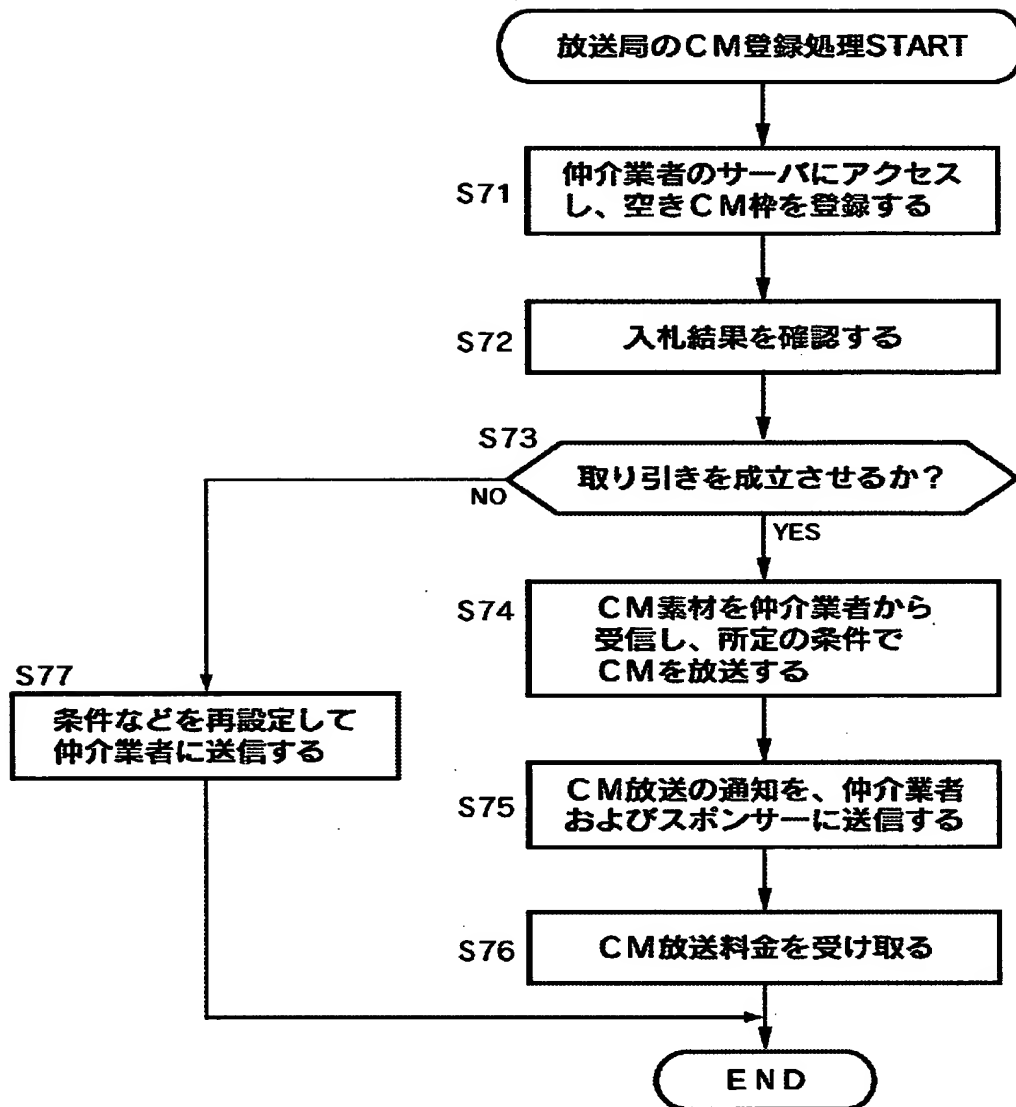 放送局のCM登録処理START
S71
仲介業者のサーバにアクセス
し、空きCM枠を登録する
S72
入札結果を確認する
S73
取り引きを成立させるか?
NO
YES
S74
CM素材を仲介業者から
受信し、所定の条件で
CMを放送する
S77
条件などを再設定して
仲介業者に送信する
S75
CM放送の通知を、仲介業者
およびスポンサーに送信する
S76
CM放送料金を受け取る
END